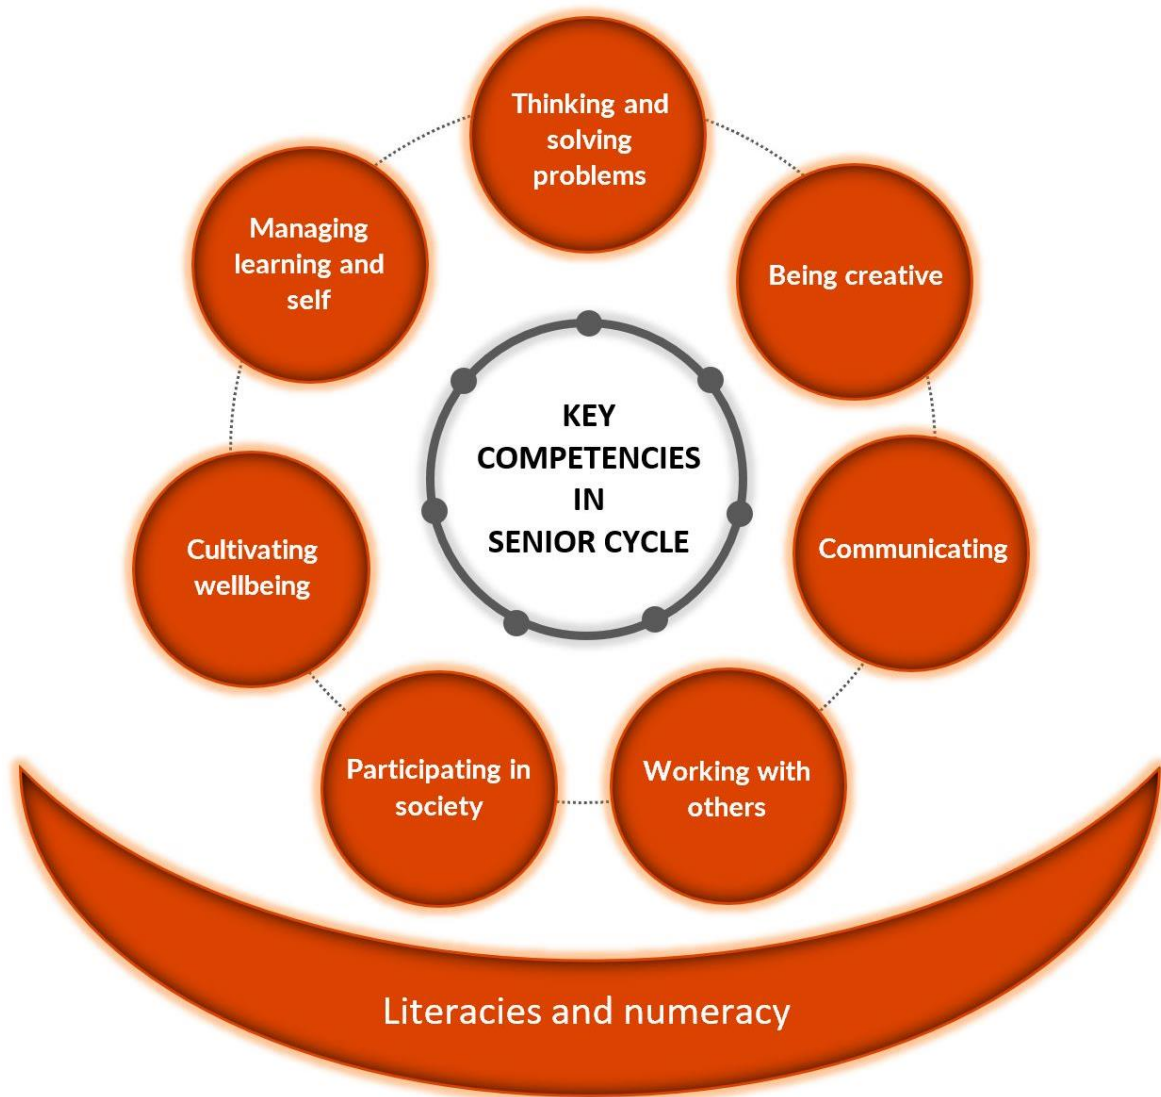 Thinking and
solving
problems
Being creative
Communicating
Working with
others
Participating in
society
Cultivating
wellbeing
Managing
learning and
self
KEY
COMPETENCIES
IN
SENIOR CYCLE
Literacies and numeracy